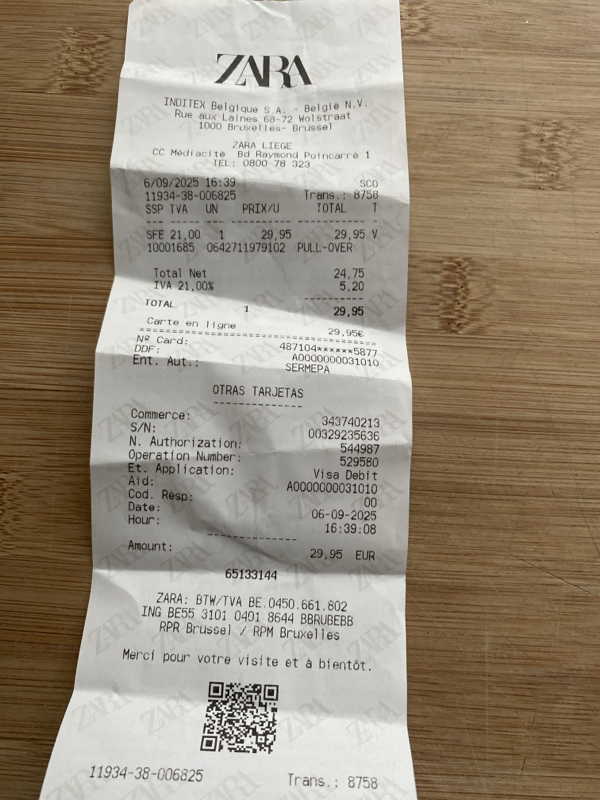 ZARA
INDITEX Belgique S.A. - Belgie N.V.
Rue aux Laines 68-72 Wolstraat
1000 Bruxelles- Brussel
ZARA LIEGE
CC Mediacité Bd Raymond Poincarré 1
TEL: 0800 78 323
6/09/2025 16:39 SCO
11934-38-006825 Trans.: 8758
SSP TVA UN PRIX/U TOTAL T
SFE 21,00 1 29,95 29,95 V
10001685 0642711979102 PULL-OVER
Total Net 24,75
IVA 21,00% 5,20
TOTAL 1 29,95
Carte en ligne 29,95€
Nº Card: 487104******5877
DDF: A0000000031010
Ent. Aut.: SERMEPA
OTRAS TARJETAS
Commerce: 343740213
S/N: 00329235636
N. Authorization: 544987
Operation Number: 529580
Et. Application: Visa Debit
Aid: A0000000031010
Cod. Resp: 00
Date: 06-09-2025
Hour: 16:39:08
Amount: 29,95 EUR
65133144
ZARA: BTW/TVA BE.0450.661.802
ING BE55 3101 0491 8644 BBRUBEBB
RPR Brussel / RPM Bruxelles
Merci pour votre visite et à bientôt.
11934-38-006825 Trans.: 8758